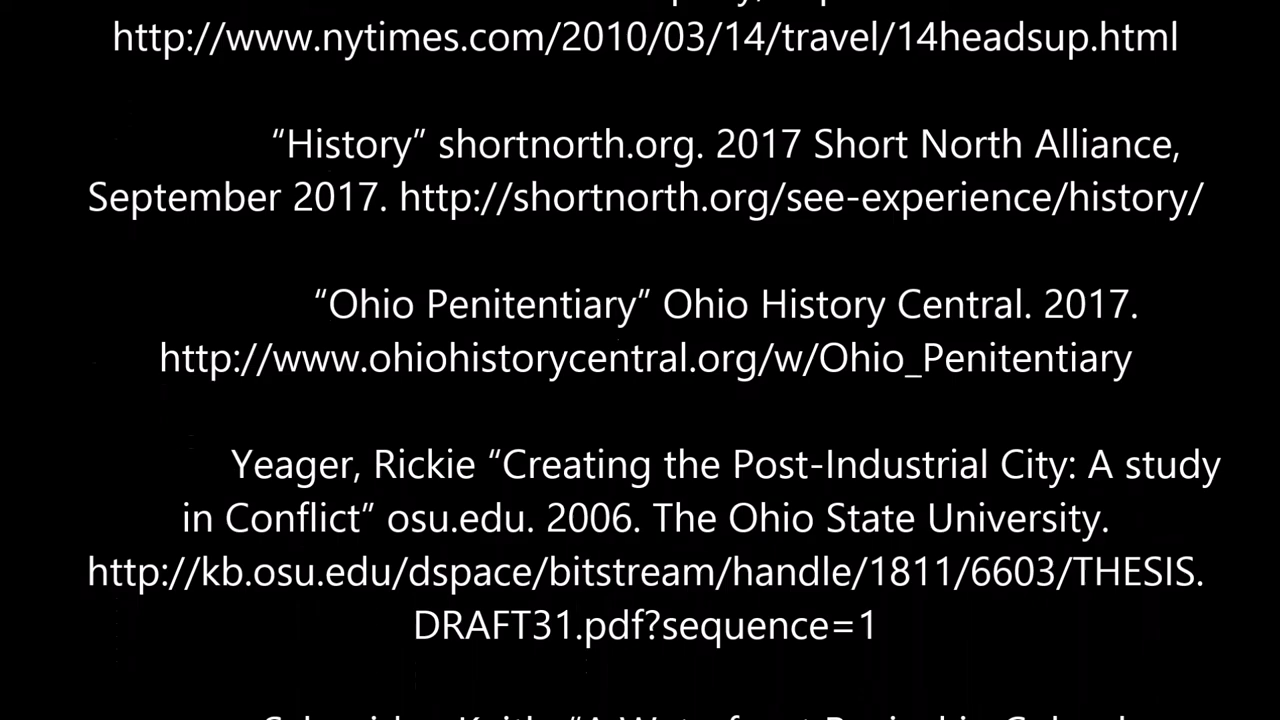 http://www.nytimes.com/2010/03/14/travel/14headsup.html
“History” shortnorth.org. 2017 Short North Alliance,
September 2017. http://shortnorth.org/see-experience/history/
“Ohio Penitentiary” Ohio History Central. 2017.
http://www.ohiohistorycentral.org/w/Ohio_Penitentiary
Yeager, Rickie “Creating the Post-Industrial City: A study
in Conflict” osu.edu. 2006. The Ohio State University.
http://kb.osu.edu/dspace/bitstream/handle/1811/6603/THESIS.
DRAFT31.pdf?sequence=1